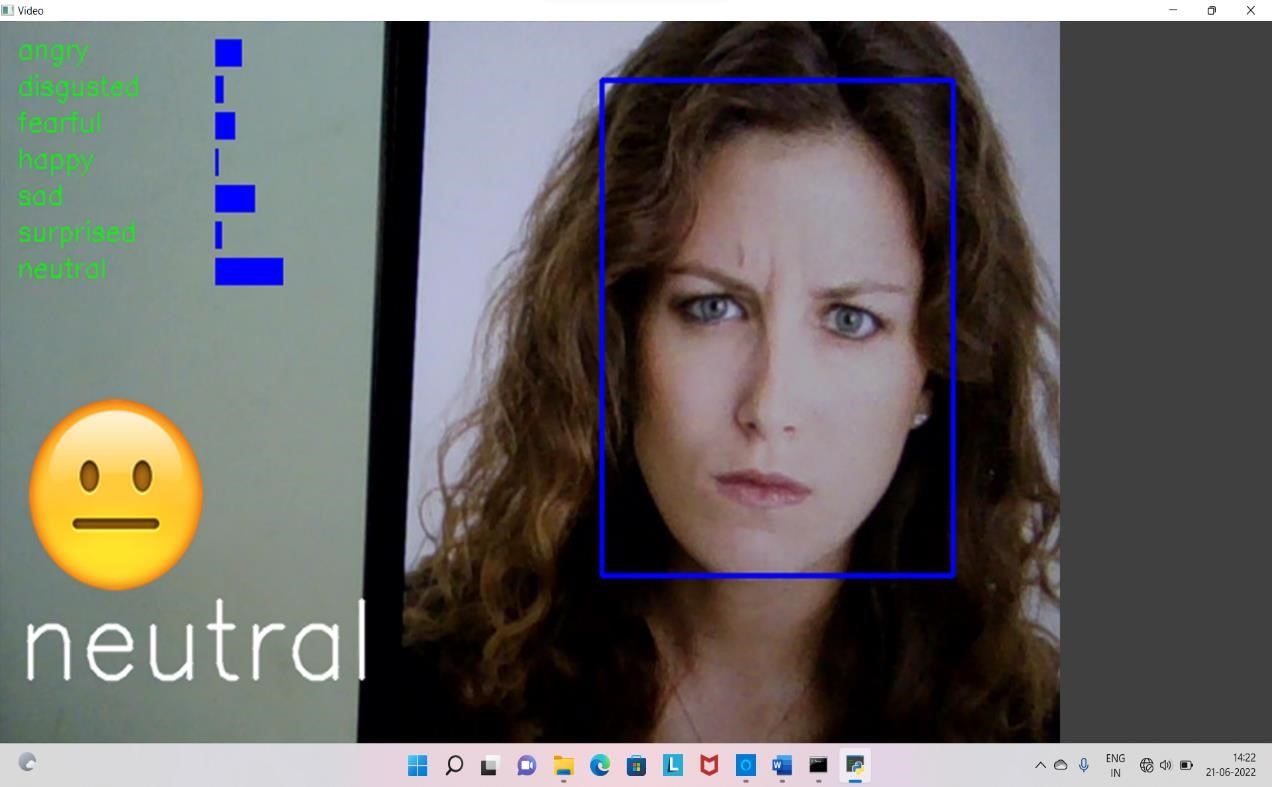 Video
angry
disgusted
fearful
happy
sad
surprised
neutral
neutral
L
W
ENG
IN
14:22
21-06-2022